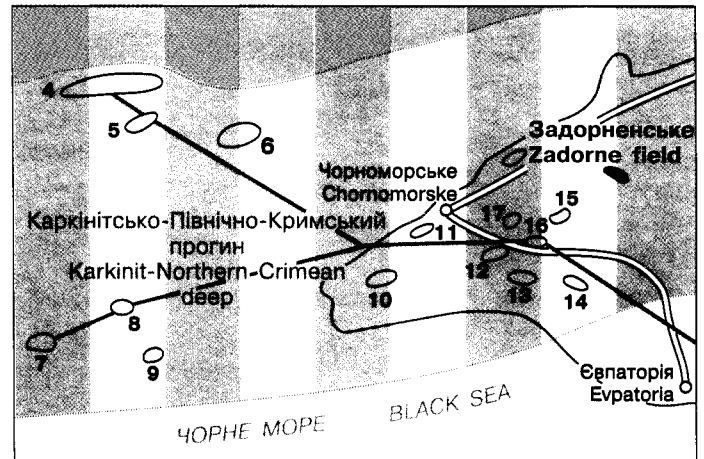 4
5
6
Задорненське
Zadorne field
Чорноморське
Chornomorske
15
17
16
11
Каркінітсько-Північно-Кримський
прогин
Karkinit-Northern-Crimean
deep
12
10
13
14
8
7
9
Євпаторія
Evpatoria
ЧОРНЕ МОРЕ
BLACK SEA